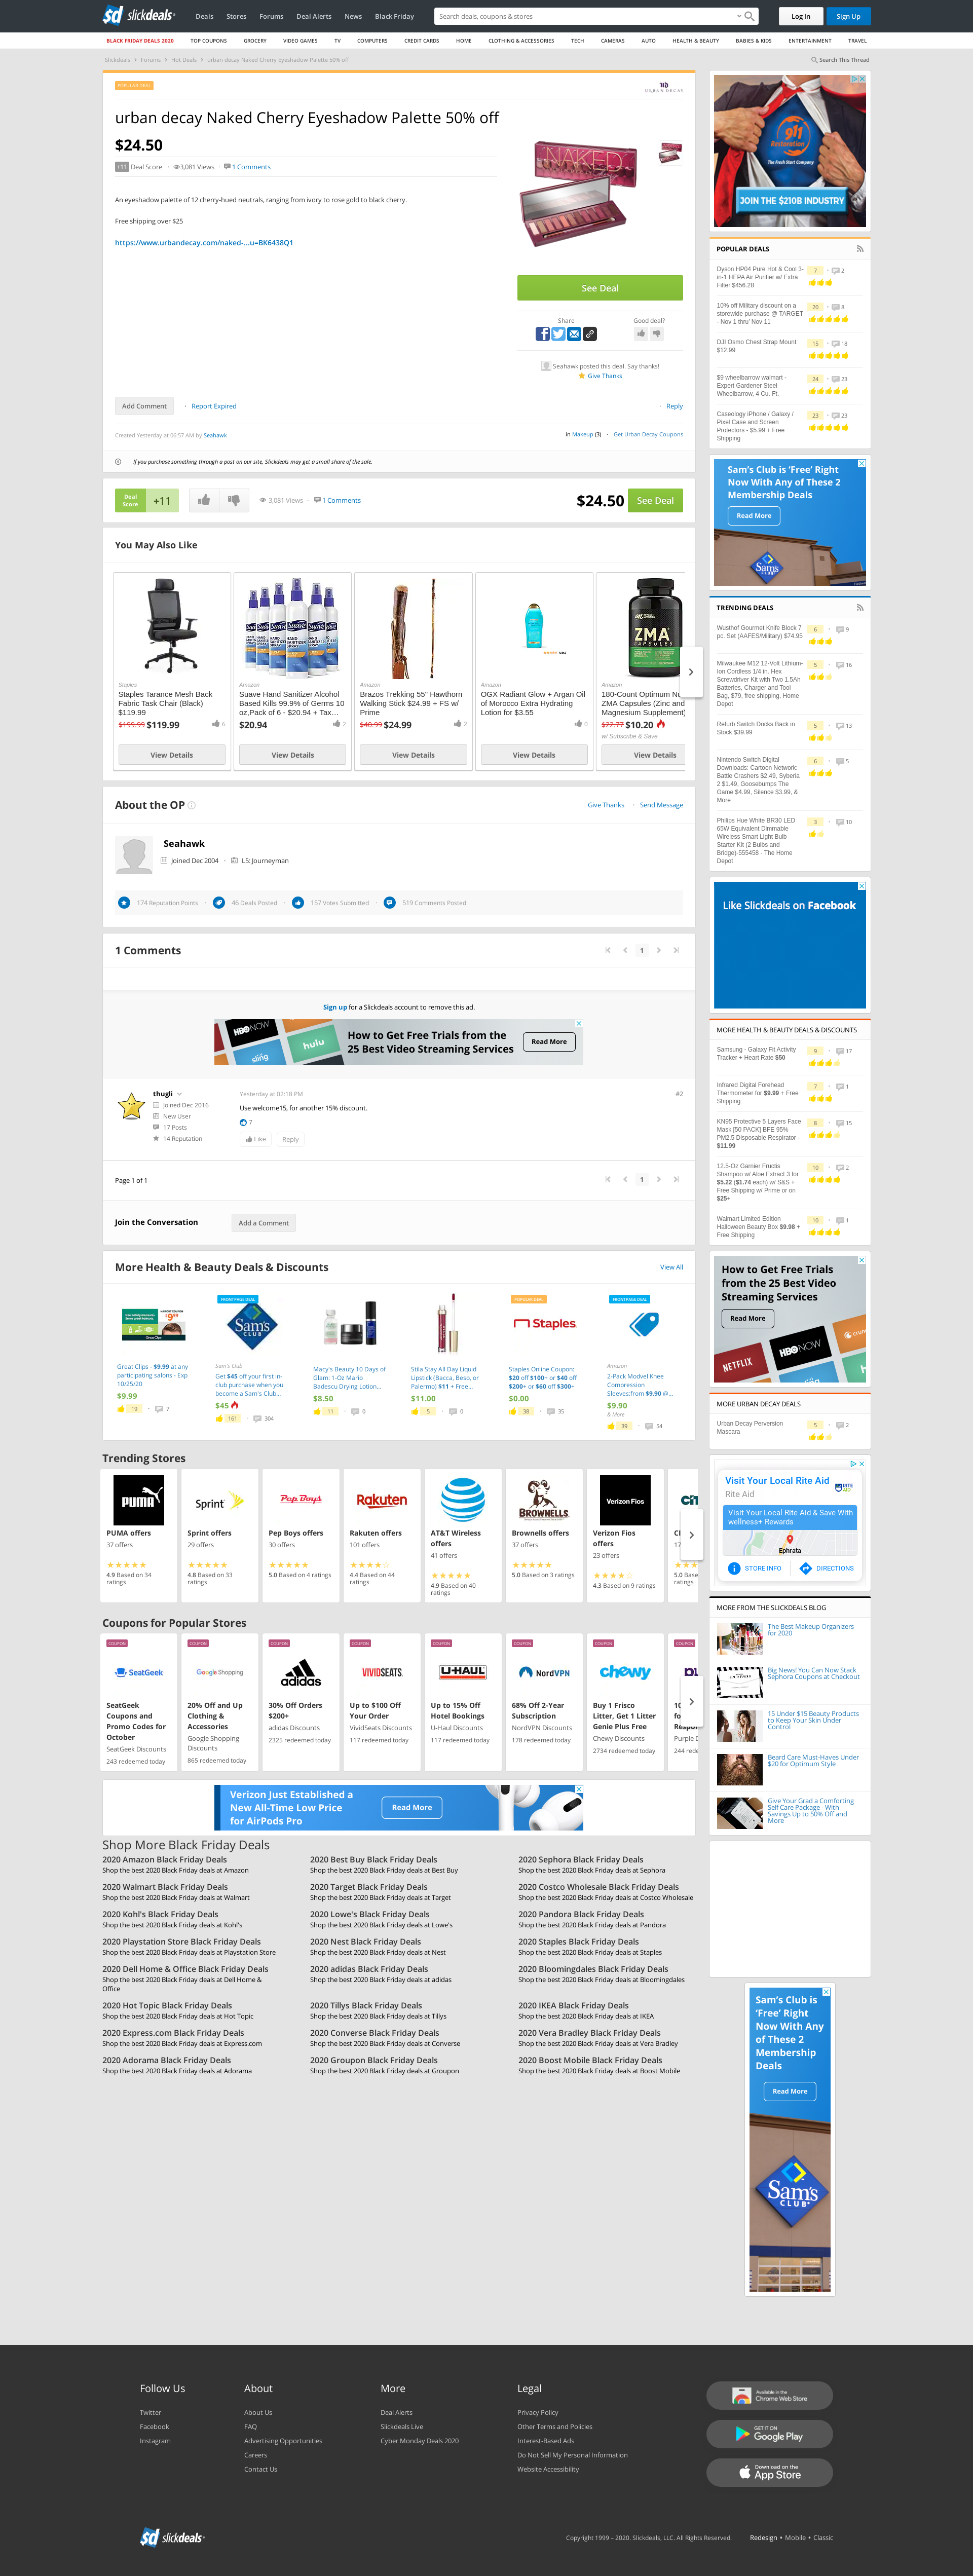 slickdeals
Deals
Stores
Forums
Deal Alerts
News
Black Friday
Search deals, coupons & stores
Log In
Sign Up
BLACK FRIDAY DEALS 2020
TOP COUPONS
GROCERY
VIDEO GAMES
TV
COMPUTERS
CREDIT CARDS
HOME
CLOTHING & ACCESSORIES
TECH
CAMERAS
AUTO
HEALTH & BEAUTY
BABIES & KIDS
ENTERTAINMENT
TRAVEL
Slickdeals > Forums > Hot Deals > urban decay Naked Cherry Eyeshadow Palette 50% off
Search This Thread
POPULAR DEAL
URBAN DECAY
urban decay Naked Cherry Eyeshadow Palette 50% off
$24.50
+11 Deal Score
3,081 Views
1 Comments
An eyeshadow palette of 12 cherry-hued neutrals, ranging from ivory to rose gold to black cherry.
Free shipping over $25
https://www.urbandecay.com/naked-...u=BK6438Q1
NAKED
See Deal
Share
Good deal?
Seahawk posted this deal. Say thanks!
Give Thanks
Add Comment
Report Expired
Reply
Created Yesterday at 06:57 AM by Seahawk
in Makeup (3)
Get Urban Decay Coupons
If you purchase something through a post on our site, Slickdeals may get a small share of the sale.
Deal Score
+11
3,081 Views
1 Comments
$24.50
See Deal
You May Also Like
Staples
Staples Tarance Mesh Back Fabric Task Chair (Black) $119.99
$199.99 $119.99
6
View Details
Amazon
Suave Hand Sanitizer Alcohol Based Kills 99.9% of Germs 10 oz,Pack of 6 - $20.94 + Tax...
$20.94
2
View Details
Amazon
Brazos Trekking 55" Hawthorn Walking Stick $24.99 + FS w/ Prime
$40.99 $24.99
2
View Details
Amazon
OGX Radiant Glow + Argan Oil of Morocco Extra Hydrating Lotion for $3.55
0
View Details
ZMA
Amazon
180-Count Optimum Nu
ZMA Capsules (Zinc and
Magnesium Supplement)
$22.77 $10.20
w/ Subscribe & Save
View Details
About the OP
Give Thanks
Send Message
Seahawk
Joined Dec 2004
L5: Journeyman
174 Reputation Points
46 Deals Posted
157 Votes Submitted
519 Comments Posted
1 Comments
1
Sign up for a Slickdeals account to remove this ad.
HBO NOW
sling
hulu
How to Get Free Trials from the
25 Best Video Streaming Services
Read More
thugli
Joined Dec 2016
New User
17 Posts
14 Reputation
Yesterday at 02:18 PM
#2
Use welcome15, for another 15% discount.
7
Like
Reply
Page 1 of 1
1
Join the Conversation
Add a Comment
More Health & Beauty Deals & Discounts
View All
Great Clips - $9.99 at any participating salons - Exp 10/25/20
$9.99
19
7
FRONTPAGE DEAL
Sam's Club
Get $45 off your first in-club purchase when you become a Sam's Club...
$45
161
304
Macy's Beauty 10 Days of Glam: 1-Oz Mario Badescu Drying Lotion...
$8.50
11
0
Stila Stay All Day Liquid Lipstick (Bacca, Beso, or Palermo) $11 + Free...
$11.00
5
0
POPULAR DEAL
Staples
Staples Online Coupon: $20 off $100+ or $40 off $200+ or $60 off $300+
$0.00
38
35
FRONTPAGE DEAL
Amazon
2-Pack Modvel Knee Compression Sleeves:from $9.90 @...
$9.90
& More
39
54
Trending Stores
PUMA offers
37 offers
4.9 Based on 34 ratings
Sprint offers
29 offers
4.8 Based on 33 ratings
Pep Boys offers
30 offers
5.0 Based on 4 ratings
Rakuten offers
101 offers
4.4 Based on 44 ratings
AT&T Wireless offers
41 offers
4.9 Based on 40 ratings
Brownells offers
37 offers
5.0 Based on 3 ratings
Verizon Fios offers
23 offers
4.3 Based on 9 ratings
Coupons for Popular Stores
COUPON
SeatGeek
SeatGeek Coupons and Promo Codes for October
SeatGeek Discounts
243 redeemed today
COUPON
Google Shopping
20% Off and Up Clothing & Accessories
Google Shopping Discounts
865 redeemed today
COUPON
adidas
30% Off Orders $200+
adidas Discounts
2325 redeemed today
COUPON
VIVIDSEATS
Up to $100 Off Your Order
VividSeats Discounts
117 redeemed today
COUPON
U-HAUL
Up to 15% Off Hotel Bookings
U-Haul Discounts
117 redeemed today
COUPON
NordVPN
68% Off 2-Year Subscription
NordVPN Discounts
178 redeemed today
COUPON
chewy
Buy 1 Frisco Litter, Get 1 Litter Genie Plus Free
Chewy Discounts
2734 redeemed today
COUPON
Verizon Just Established a
New All-Time Low Price
for AirPods Pro
Read More
Shop More Black Friday Deals
2020 Amazon Black Friday Deals
Shop the best 2020 Black Friday deals at Amazon
2020 Best Buy Black Friday Deals
Shop the best 2020 Black Friday deals at Best Buy
2020 Sephora Black Friday Deals
Shop the best 2020 Black Friday deals at Sephora
2020 Walmart Black Friday Deals
Shop the best 2020 Black Friday deals at Walmart
2020 Target Black Friday Deals
Shop the best 2020 Black Friday deals at Target
2020 Costco Wholesale Black Friday Deals
Shop the best 2020 Black Friday deals at Costco Wholesale
2020 Kohl's Black Friday Deals
Shop the best 2020 Black Friday deals at Kohl's
2020 Lowe's Black Friday Deals
Shop the best 2020 Black Friday deals at Lowe's
2020 Pandora Black Friday Deals
Shop the best 2020 Black Friday deals at Pandora
2020 Playstation Store Black Friday Deals
Shop the best 2020 Black Friday deals at Playstation Store
2020 Nest Black Friday Deals
Shop the best 2020 Black Friday deals at Nest
2020 Staples Black Friday Deals
Shop the best 2020 Black Friday deals at Staples
2020 Dell Home & Office Black Friday Deals
Shop the best 2020 Black Friday deals at Dell Home & Office
2020 adidas Black Friday Deals
Shop the best 2020 Black Friday deals at adidas
2020 Bloomingdales Black Friday Deals
Shop the best 2020 Black Friday deals at Bloomingdales
2020 Hot Topic Black Friday Deals
Shop the best 2020 Black Friday deals at Hot Topic
2020 Tillys Black Friday Deals
Shop the best 2020 Black Friday deals at Tillys
2020 IKEA Black Friday Deals
Shop the best 2020 Black Friday deals at IKEA
2020 Express.com Black Friday Deals
Shop the best 2020 Black Friday deals at Express.com
2020 Converse Black Friday Deals
Shop the best 2020 Black Friday deals at Converse
2020 Vera Bradley Black Friday Deals
Shop the best 2020 Black Friday deals at Vera Bradley
2020 Adorama Black Friday Deals
Shop the best 2020 Black Friday deals at Adorama
2020 Groupon Black Friday Deals
Shop the best 2020 Black Friday deals at Groupon
2020 Boost Mobile Black Friday Deals
Shop the best 2020 Black Friday deals at Boost Mobile
911
Restoration
The Fresh Start Company
JOIN THE $210B INDUSTRY
POPULAR DEALS
Dyson HP04 Pure Hot & Cool 3-in-1 HEPA Air Purifier w/ Extra Filter $456.28
7
2
10% off Military discount on a storewide purchase @ TARGET - Nov 1 thru' Nov 11
20
8
DJI Osmo Chest Strap Mount $12.99
15
18
$9 wheelbarrow walmart - Expert Gardener Steel Wheelbarrow, 4 Cu. Ft.
24
23
Caseology iPhone / Galaxy / Pixel Case and Screen Protectors - $5.99 + Free Shipping
23
23
Sam's Club is 'Free' Right
Now With Any of These 2
Membership Deals
Read More
TRENDING DEALS
Wusthof Gourmet Knife Block 7 pc. Set (AAFES/Military) $74.95
6
9
Milwaukee M12 12-Volt Lithium-Ion Cordless 1/4 in. Hex Screwdriver Kit with Two 1.5Ah Batteries, Charger and Tool Bag, $79, free shipping, Home Depot
5
16
Refurb Switch Docks Back in Stock $39.99
5
13
Nintendo Switch Digital Downloads: Cartoon Network: Battle Crashers $2.49, Syberia 2 $1.49, Goosebumps The Game $4.99, Silence $3.99, & More
6
5
Philips Hue White BR30 LED 65W Equivalent Dimmable Wireless Smart Light Bulb Starter Kit (2 Bulbs and Bridge)-555458 - The Home Depot
3
10
Like Slickdeals on Facebook
MORE HEALTH & BEAUTY DEALS & DISCOUNTS
Samsung - Galaxy Fit Activity Tracker + Heart Rate $50
9
17
Infrared Digital Forehead Thermometer for $9.99 + Free Shipping
7
1
KN95 Protective 5 Layers Face Mask [50 PACK] BFE 95% PM2.5 Disposable Respirator - $11.99
8
15
12.5-Oz Garnier Fructis Shampoo w/ Aloe Extract 3 for $5.22 ($1.74 each) w/ S&S + Free Shipping w/ Prime or on $25+
10
2
Walmart Limited Edition Halloween Beauty Box $9.98 + Free Shipping
10
1
How to Get Free Trials
from the 25 Best Video
Streaming Services
Read More
NETFLIX
HBO NOW
MORE URBAN DECAY DEALS
Urban Decay Perversion Mascara
5
2
Visit Your Local Rite Aid
Rite Aid
Visit Your Local Rite Aid & Save With wellness+ Rewards
Ephrata
STORE INFO
DIRECTIONS
MORE FROM THE SLICKDEALS BLOG
The Best Makeup Organizers for 2020
Big News! You Can Now Stack Sephora Coupons at Checkout
15 Under $15 Beauty Products to Keep Your Skin Under Control
Beard Care Must-Haves Under $20 for Optimum Style
Give Your Grad a Comforting Self Care Package - With Savings Up to 50% Off and More
Sam's Club is
'Free' Right
Now With Any
of These 2
Membership
Deals
Read More
Sam's
CLUB
Follow Us
Twitter
Facebook
Instagram
About
About Us
FAQ
Advertising Opportunities
Careers
Contact Us
More
Deal Alerts
Slickdeals Live
Cyber Monday Deals 2020
Legal
Privacy Policy
Other Terms and Policies
Interest-Based Ads
Do Not Sell My Personal Information
Website Accessibility
Available in the
Chrome Web Store
GET IT ON
Google Play
Download on the
App Store
slickdeals
Copyright 1999 – 2020. Slickdeals, LLC. All Rights Reserved.
Redesign • Mobile • Classic